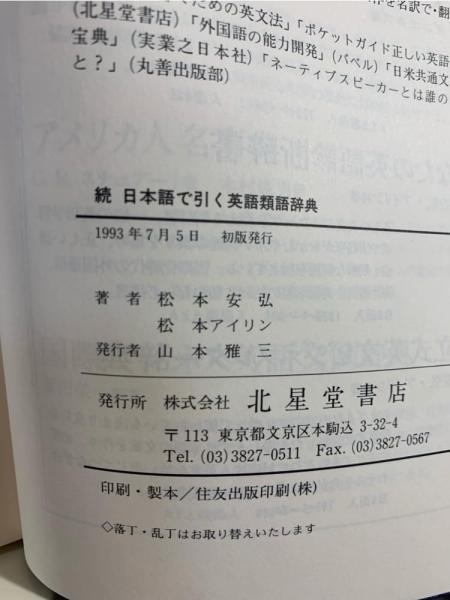 くための英文法」「ポケットガイド正しい英語
(北星堂書店)「外国語の能力開発」(バベル)「日米共通文
宝典」(実業之日本社)「ネーティブスピーカーとは誰の
と?」(丸善出版部)
続 日本語で引く英語類語辞典
1993年7月5日 初版発行
著者 松本安弘
松本アイリン
発行者 山本雅三
発行所 株式会社 北星堂書店
〒113 東京都文京区本駒込 3-32-4
Tel. (03)3827-0511 Fax. (03)3827-0567
印刷・製本/住友出版印刷(株)
◇落丁・乱丁はお取り替えいたします